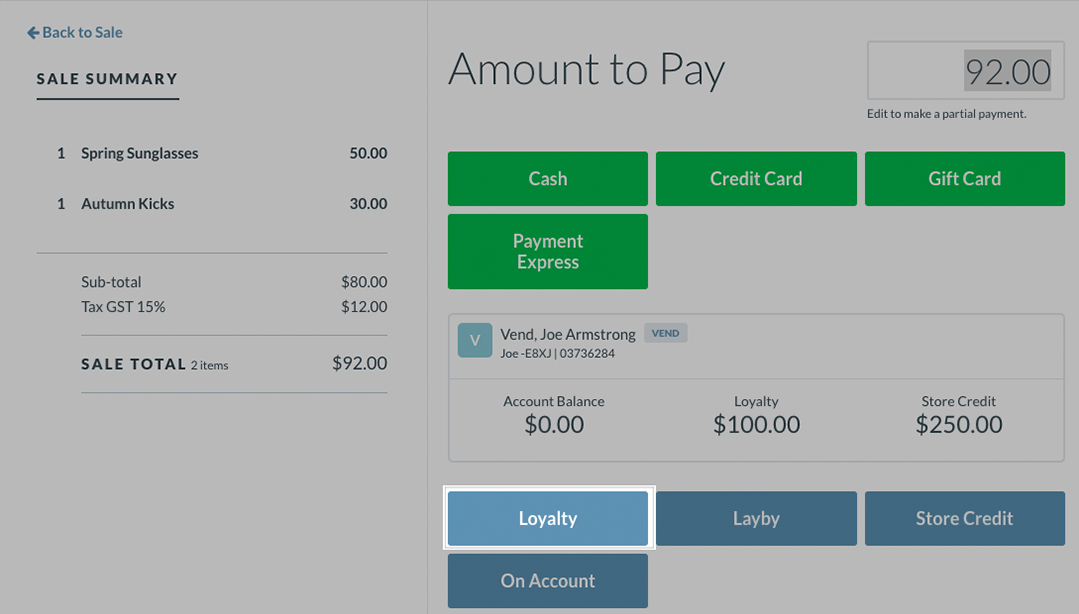 Back to Sale
SALE SUMMARY
1 Spring Sunglasses 50.00
1 Autumn Kicks 30.00
Sub-total $80.00
Tax GST 15% $12.00
SALE TOTAL 2 items $92.00
Amount to Pay 92.00
Edit to make a partial payment.
Cash Credit Card Gift Card
Payment
Express
V Vend, Joe Armstrong VEND
Joe -E8XJ | 03736284
Account Balance Loyalty Store Credit
$0.00 $100.00 $250.00
Loyalty Layby Store Credit
On Account